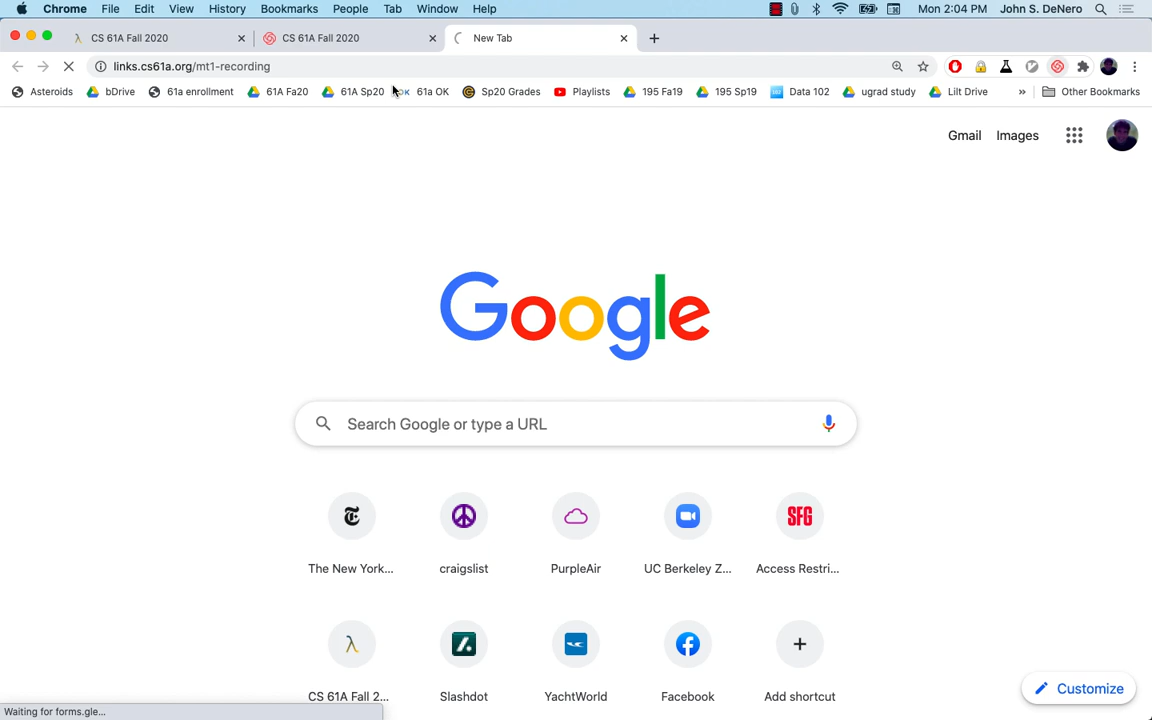 Chrome File Edit View History Bookmarks People Tab Window Help Mon 2:04 PM John S. DeNero
CS 61A Fall 2020 CS 61A Fall 2020 New Tab
links.cs61a.org/mt1-recording
Asteroids bDrive 61a enrollment 61A Fa20 61A Sp20 61a OK Sp20 Grades Playlists 195 Fa19 195 Sp19 Data 102 ugrad study Lilt Drive » Other Bookmarks
Gmail Images
Google
Search Google or type a URL
The New York... craigslist PurpleAir UC Berkeley Z... Access Restri...
CS 61A Fall 2... Slashdot YachtWorld Facebook Add shortcut
Customize
Waiting for forms.gle...